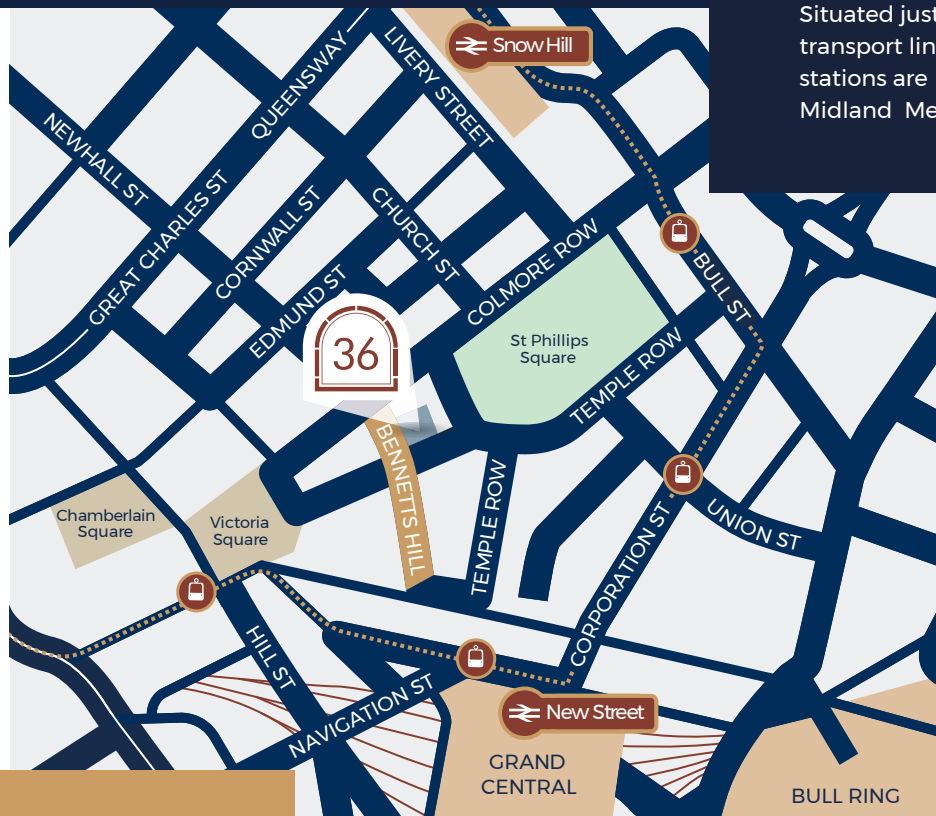 Situated just
transport lin
stations are
Midland Me
Snow Hill
LIVERY STREET
QUEENSWAY
NEWHALL ST
GREAT CHARLES ST
CORNWALL ST
CHURCH ST
EDMUND ST
COLMORE ROW
BULL ST
St Phillips
Square
TEMPLE ROW
36
BENNETTS HILL
TEMPLE ROW
Chamberlain
Square
Victoria
Square
UNION ST
CORPORATION ST
HILL ST
NAVIGATION ST
New Street
GRAND
CENTRAL
BULL RING